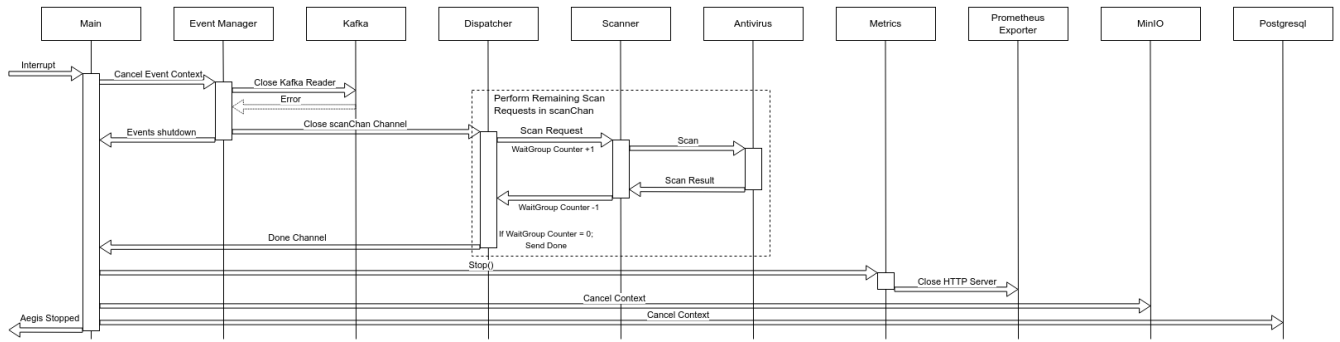 Main
Event Manager
Kafka
Dispatcher
Scanner
Antivirus
Metrics
Prometheus
Exporter
MinIO
Postgresql
Interrupt
Cancel Event Context
Close Kafka Reader
Error
Perform Remaining Scan
Requests in scanChan
Close scanChan Channel
Events shutdown
Scan Request
WaitGroup Counter +1
Scan
Scan Result
WaitGroup Counter -1
If WaitGroup Counter = 0;
Send Done
Done Channel
Stop()
Close HTTP Server
Cancel Context
Cancel Context
Aegis Stopped